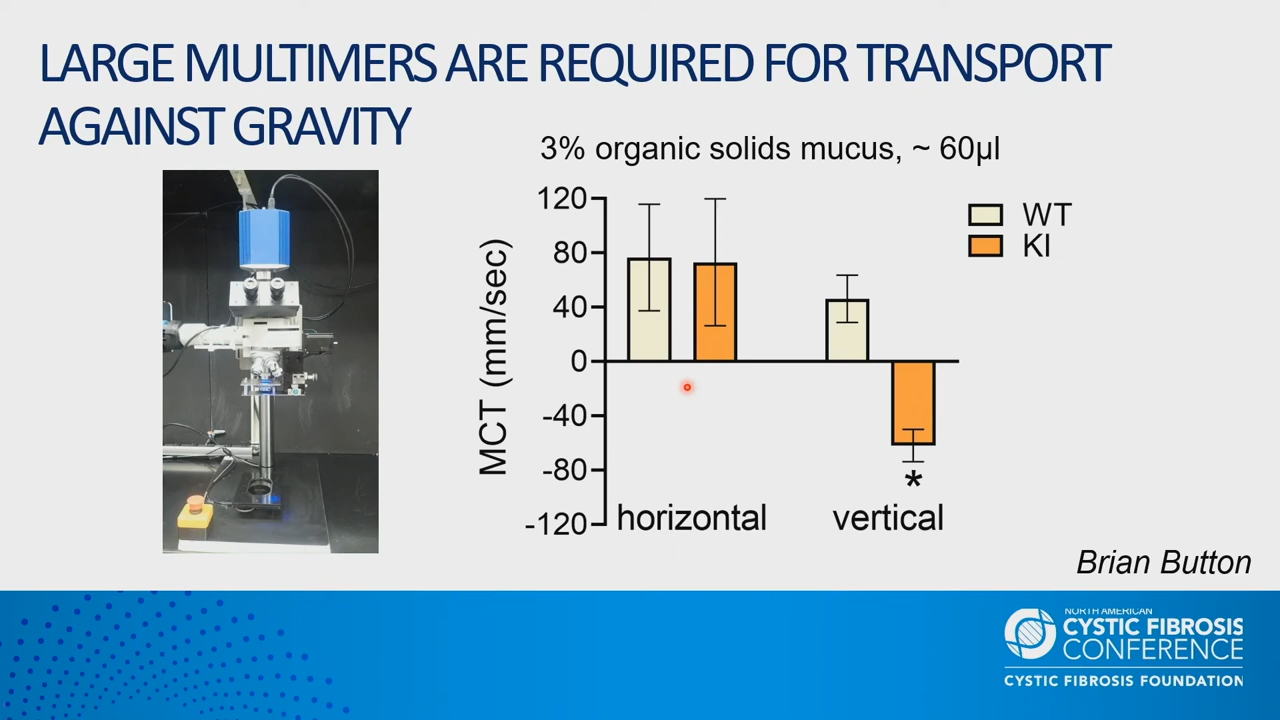 LARGE MULTIMERS ARE REQUIRED FOR TRANSPORT
AGAINST GRAVITY
3% organic solids mucus, ~ 60µl
120
80
40
0
-40
-80
-120
MCT (mm/sec)
WT
KI
*
horizontal
vertical
Brian Button
NORTH AMERICAN
CYSTIC FIBROSIS
CONFERENCE
CYSTIC FIBROSIS FOUNDATION